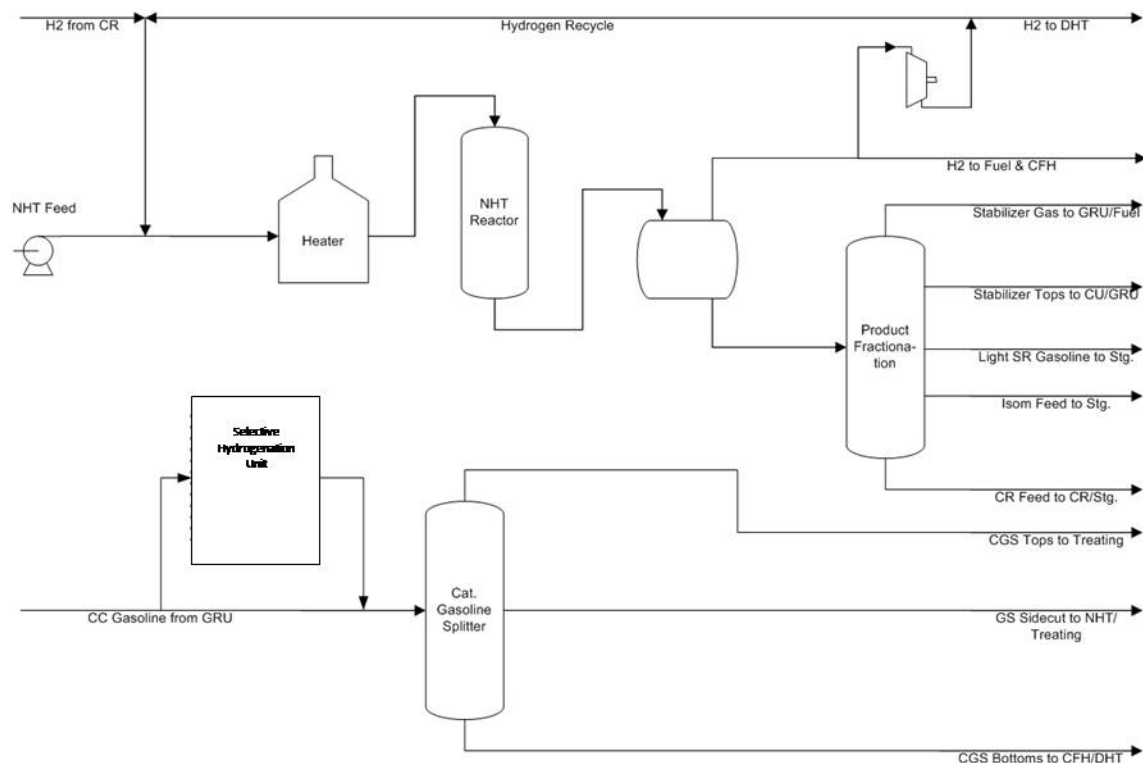 H2 from CR
Hydrogen Recycle
H2 to DHT
H2 to Fuel & CFH
NHT Feed
Heater
NHT
Reactor
Stabilizer Gas to GRU/Fuel
Stabilizer Tops to CU/GRU
Product
Fractiona-
tion
Light SR Gasoline to Stg.
Isom Feed to Stg.
CR Feed to CR/Stg.
Selective
Hydrogenation
Unit
CC Gasoline from GRU
Cat.
Gasoline
Splitter
CGS Tops to Treating
GS Sidecut to NHT/
Treating
CGS Bottoms to CFH/DHT